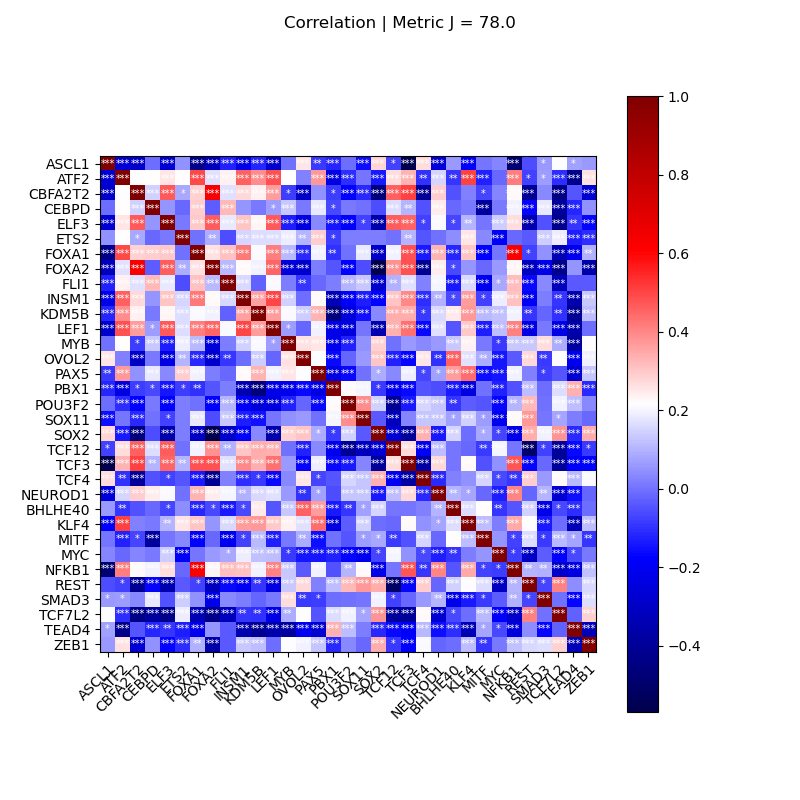 Correlation | Metric J = 78.0
ASCL1
ATF2
CBFA2T2
CEBPD
ELF3
ETS2
FOXA1
FOXA2
FLI1
INSM1
KDM5B
LEF1
MYB
OVOL2
PAX5
PBX1
POU3F2
SOX11
SOX2
TCF12
TCF3
TCF4
NEUROD1
BHLHE40
KLF4
MITF
MYC
NFKB1
REST
SMAD3
TCF7L2
TEAD4
ZEB1
ASCL1
ATF2
CBFA2T2
CEBPD
ELF3
ETS2
FOXA1
FOXA2
FLI1
INSM1
KDM5B
LEF1
MYB
OVOL2
PAX5
PBX1
POU3F2
SOX11
SOX2
TCF12
TCF3
TCF4
NEUROD1
BHLHE40
KLF4
MITF
MYC
NFKB1
REST
SMAD3
TCF7L2
TEAD4
ZEB1
1.0
0.8
0.6
0.4
0.2
0.0
−0.2
−0.4